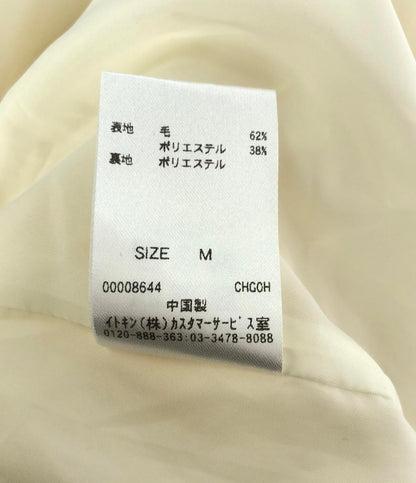 表地 毛 62%
ポリエステル 38%
裏地 ポリエステル
SIZE M
00008644 CHGOH
中国製
イトキン(株)カスタマーサービス室
0120-888-363:03-3478-8088